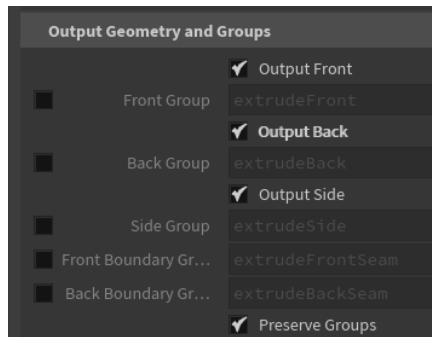 Output Geometry and Groups
Output Front
Front Group extrudeFront
Output Back
Back Group extrudeBack
Output Side
Side Group extrudeSide
Front Boundary Gr... extrudeFrontSeam
Back Boundary Gr... extrudeBackSeam
Preserve Groups